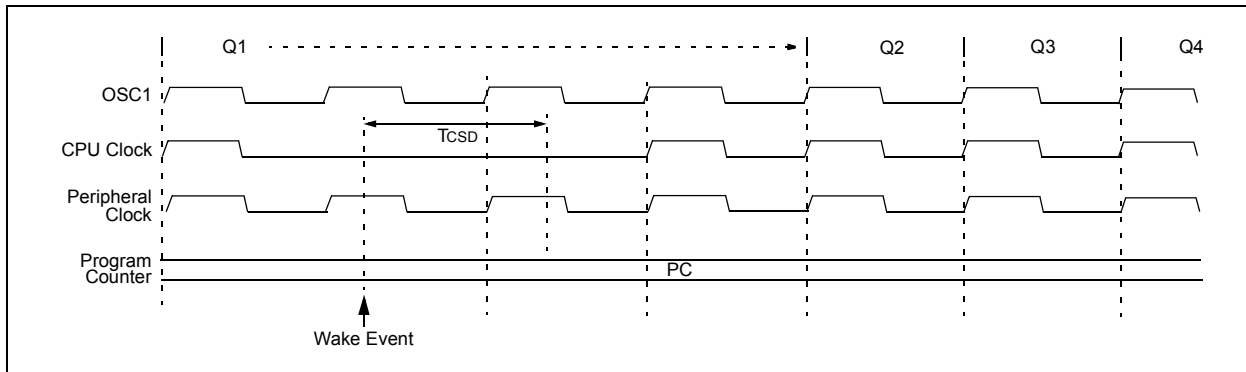 Q1 Q2 Q3 Q4
OSC1
TCSD
CPU Clock
Peripheral
Clock
Program
Counter
PC
Wake Event